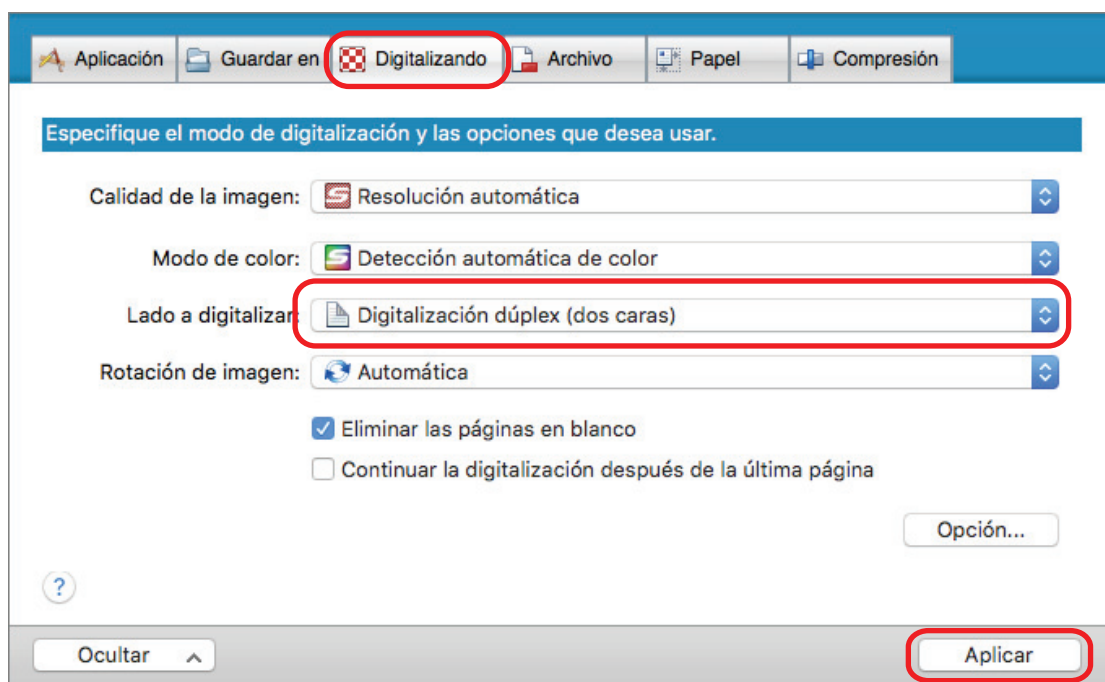 Aplicación Guardar en Digitalizando Archivo Papel Compresión
Especifique el modo de digitalización y las opciones que desea usar.
Calidad de la imagen: Resolución automática
Modo de color: Detección automática de color
Lado a digitalizar: Digitalización dúplex (dos caras)
Rotación de imagen: Automática
Eliminar las páginas en blanco
Continuar la digitalización después de la última página
Opción...
?
Ocultar Aplicar